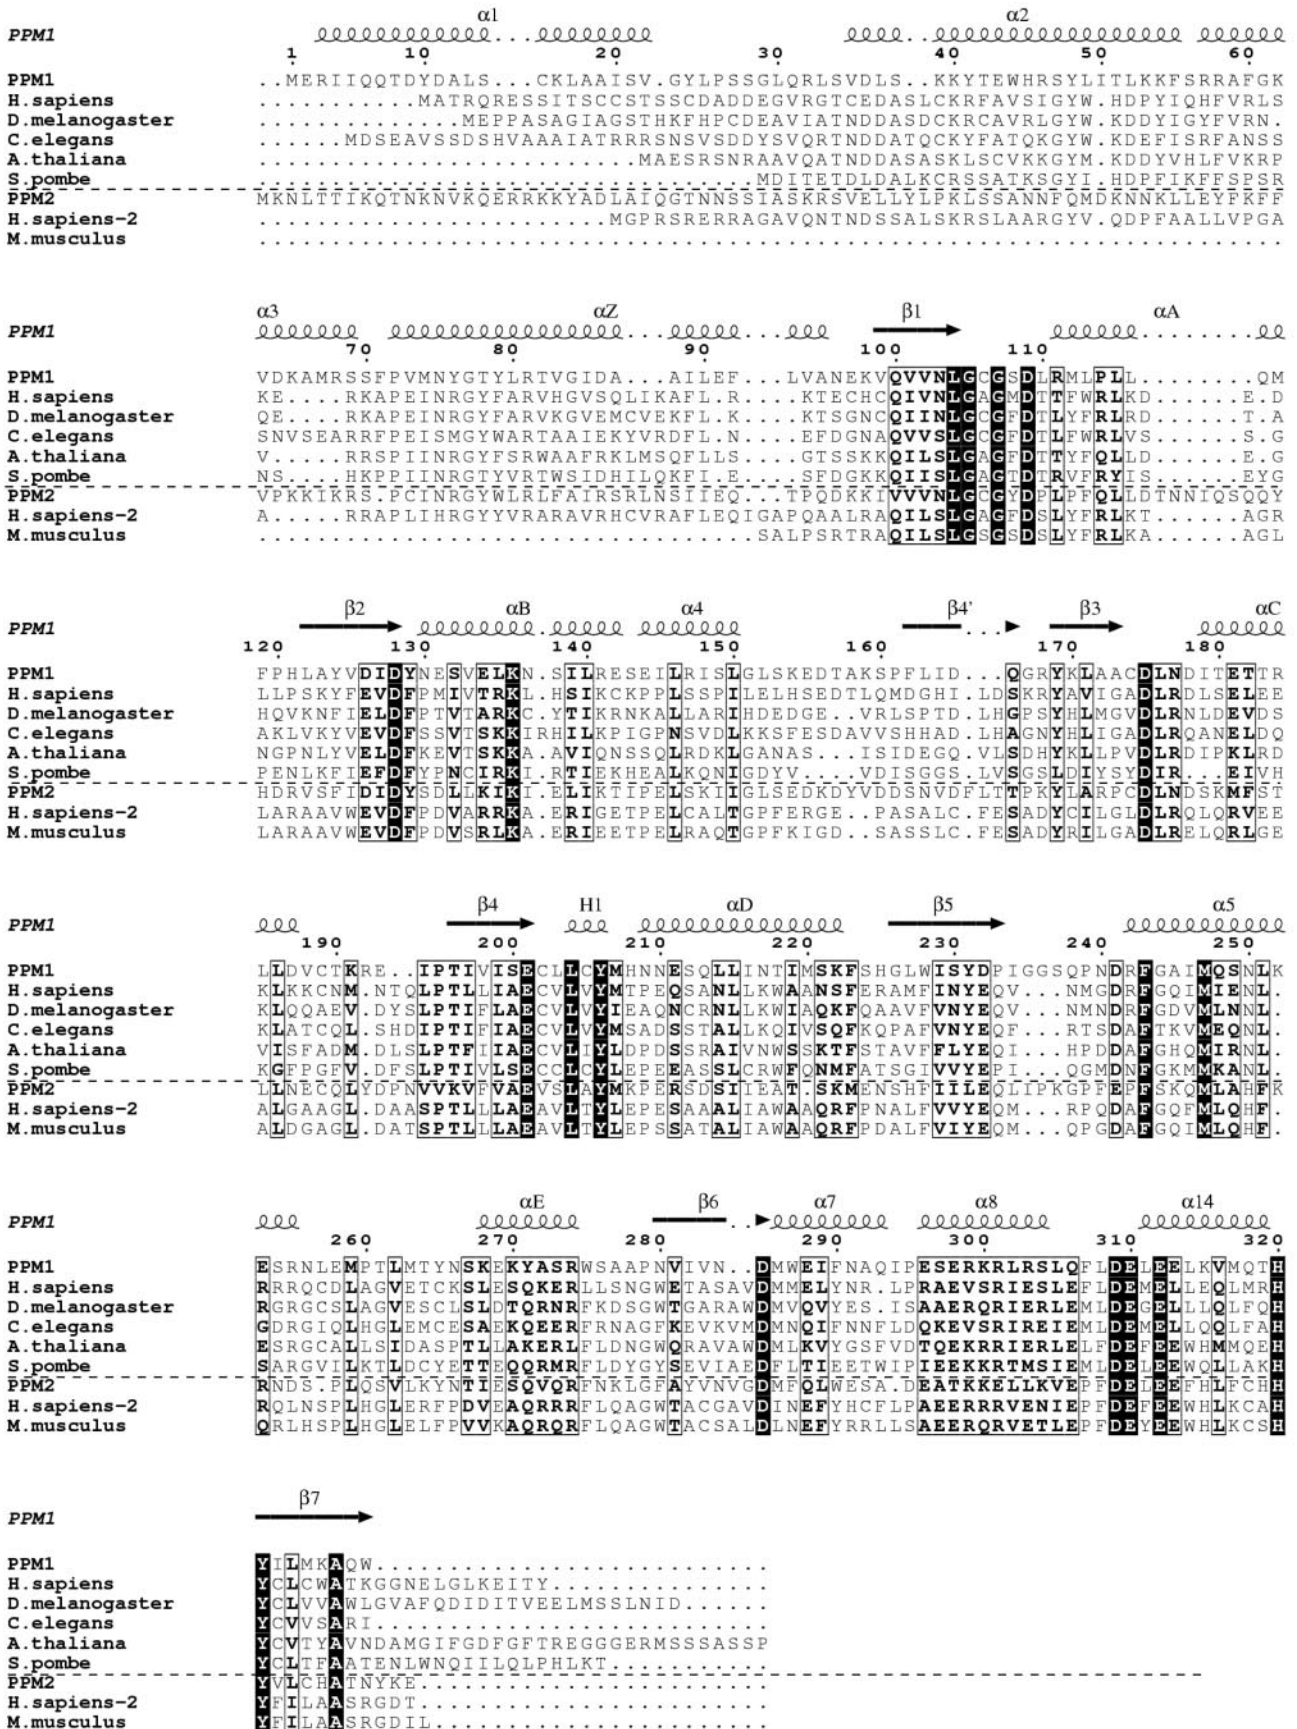 α1 α2
PPM1
1 10 20 30 40 50 60
PPM1 ..MERIIQQTDYDALS...CKLAAISV.GYLPSSGLQRLSVDLS.KKYTEWHRSYLITLKKFSRRAFGK
H.sapiens ...........MATRQRESSITSCCSTSSCDADDEGVRGTCEDASLCKRFAVSIGYW.HDPYIQHFVRLS
D.melanogaster ..............MEPPASAGIAGSTHKFHPCDEAVIATNDDASDCKRCAVRLGYW.KDDYIGYFVRN.
C.elegans ......MDSEAVSSDSHVAAAIATRRRSNSVSDDYSVQRTNDDATQCKYFATQKGYW.KDEFISRFANSS
A.thaliana ..........................MAESRSNRAAVQATNDDASASKLSCVKKGYM.KDDYVHLFVKRP
S.pombe ..................................MDITETDLDALKCRSSATKSGYI.HDPFIKFFSPSR
PPM2 MKNLTTIKQTNKNVKQERRKKYADLAIQGTNNSSIASKRSVELLYLPKLSSANNFQMDKNNKLLEYFKFF
H.sapiens-2 ........................MGPRSRERRAGAVQNTNDSSALSKRSLAARGYV.QDPFAALLVPGA
M.musculus ......................................................................
α3 αZ β1 αA
PPM1
70 80 90 100 110
PPM1 VDKAMRSSFPVMNYGTYLRTVGIDA..AILEF..LVANEKVQVVNLGCGSDLRMLPLL........QM
H.sapiens KE....RKAPEINRGYFARVHGVSQLIKAFL.R....KTECHCQIVNLGAGMDTTFWRLKD......E.D
D.melanogaster QE.....RKAPEINRGYFARVKGVEMCVEKFL.K....KTSGNCQIINLGCGFDTLYFRLRD......T.A
C.elegans SNVSEARRFPEISMGYWARTAAIEKYVRDFL.N....EFDGNAQVVSLGCGFDTLFWRLVS......S.G
A.thaliana V.....RRSPIINRGYFSRWAAFRKLMSQFLLS....GTSSKKQILSLGAGFDTTYFQLLD......E.G
S.pombe NS....HKPPIINRGTYVRTWSIDHILQKFI.E....SFDGKKQIISLGAGTDTRVFRYIS......EYG
PPM2 VPKKIKRS.PCINRGYWLRLFAIRSRLNSIIEQ..TPQDKKIVVVNLGCGYDPLPFQLLDTNNIQSQQY
H.sapiens-2 A.....RRAPLIHRGYYVRARAVRHCVRAFLEQIGAPQAALRAQILSLGAGFDSLYFRLKT......AGR
M.musculus ..................................SALPSRTRAQILSLGSGSDSLYFRLKA......AGL
β2 αB α4 β4' β3 αC
PPM1
120 130 140 150 160 170 180
PPM1 FPHLAYVDIDYNESVELKN.SILRESEILRISLGLSKEDTAKSPFLID...QGRYKLAACDLNDITETTR
H.sapiens LLPSKYFEVDFPMIVTRKL.HSIKCKPPLSSPILELHSEDTLQMDGHI.LDSKRYAVIGADLRDLSELEE
D.melanogaster HQVKNFIELDFPTVTARKC.YTIKRNKALLARIHDEDGE..VRLSPTD.LHGPSYHLMGVDLRNLDEVDS
C.elegans AKLVKYVEVDFSSVTSKKIRHILKPIGPNSVDLKKSFESDAVVSHHAD.LHAGNYHLIGADLRQANELDQ
A.thaliana NGPNLYVELDFKEVTSKKA.AVIQNSSQLRDKLGANAS...ISIDEGQ.VLSDHYKLLPVDLRDIPKLRD
S.pombe PENLKFIEFDFYPNCIRKI.RTIEKHEALKQNIGDYV....VDISGGS.LVSGSLDIYSYDIR...EIVH
PPM2 HDRVSFIDIDYSDLLKIKI.ELIKTIPELSKIIGLSEDKDYVDDSNVDFLTTPKYLARPCDLNDSKMFST
H.sapiens-2 LARAAVWEVDFPDVARRKA.ERIGETPELCALTGPFERGE..PASALC.FESADYCILGLDLRQLQRVEE
M.musculus LARAAVWEVDFPDVSRLKA.ERIEETPELRAQTGPFKIGD..SASSLC.FESADYRILGADLRELQRLGE
β4 H1 αD β5 α5
PPM1
190 200 210 220 230 240 250
PPM1 LLDVCTKRE..IPTIVISECLLCYMHNNESQLLINTIMSKFSHGLWISYDPIGGSQPNDRFGAIMQSNLK
H.sapiens KLKKCNM.NTQLPTLLIAECVLVYMTPEQSANLLKWAANSFERAMFINYEQV...NMGDRFGQIMIENL.
D.melanogaster KLQQAEV.DYSLPTIFLAECVLVYIEAQNCRNLLKWIAQKFQAAVFVNYEQV...NMNDRFGDVMLNNL.
C.elegans KLATCQL.SHDIPTIFIAECVLVYMSADSSTALLKQIVSQFKQPAFVNYEQF...RTSDAFTKVMEQNL.
A.thaliana VISFADM.DLSLPTFIIAECVLIYLDPDSSRAIVNWSSKTFSTAVFFLYEQI...HPDDAFGHQMIRNL.
S.pombe KGFPGFV.DFSLPTIVLSECCLCYLEPEEASSLCRWFQNMFATSGIVVYEPI...QGMDNFGKMMKANL.
PPM2 LLNECQLYDPNVVKVFVAEVSLAYMKPERSDSIIEAT.SKMENSHFIILEQLIPKGPFEPFSKQMLAHFK
H.sapiens-2 ALGAAGL.DAASPTLLLAEAVLTYLEPESAAALIAWAAQRFPNALFVVYEQM...RPQDAFGQFMLQHF.
M.musculus ALDGAGL.DATSPTLLLAEAVLTYLEPSSATALIAWAAQRFPDALFVIYEQM...QPGDAFGQIMLQHF.
αE β6 α7 α8 α14
PPM1
260 270 280 290 300 310 320
PPM1 ESRNLEMPTLMTYNSKEKYASRWSAAPNVIVN..DMWEIFNAQIPESERKRLRSLQFLDELEELKVMQTH
H.sapiens RRRQCDLAGVETCKSLESQKERLLSNGWETASAVDMMELYNR.LPRAEVSRIESLEFLDEMELLEQLMRH
D.melanogaster RGRGCSLAGVESCLSLDTQRNRFKDSGWTGARAWDMVQVYES.ISAAERQRIERLEMLDEGELLLQLFQH
C.elegans GDRGIQLHGLEMCESAEKQEERFRNAGFKEVKVMDMNQIFNNFLDQKEVSRIREIEMLDEMELLQQLFAH
A.thaliana ESRGCALLSIDASPTLLAKERLFLDNGWQRAVAWDMLKVYGSFVDTQEKRRIERLELFDEFEEWHMMQEH
S.pombe SARGVILKTLDCYETTEQQRMRFLDYGYSEVIAEDFLTIEETWIPIEEKKRTMSIEMLDELEEWQLLAKH
PPM2 RNDS.PLQSVLKYNTIESQVQRFNKLGFAYVNVGDMFQLWESA.DEATKKELLKVEPFDELEEFHLFCHH
H.sapiens-2 RQLNSPLHGLERFPDVEAQRRRFLQAGWTACGAVDINEFYHCFLPAEERRRVENIEPFDEFEEWHLKCAH
M.musculus QRLHSPLHGLELFPVVKAQRQRFLQAGWTACSALDLNEFYRRLLSAEERQRVETLEPFDEYEEWHLKCSH
β7
PPM1
PPM1 YILMKAQW...........................
H.sapiens YCLCWATKGGNELGLKEITY...............
D.melanogaster YCLVVAWLGVAFQDIDITVEELMSSLNID......
C.elegans YCVVSARI...........................
A.thaliana YCVTYAVNDAMGIFGDFGFTREGGGERMSSSASSP
S.pombe YCLTFAATENLWNQIILQLPHLKT...........
PPM2 YVLCHATNYKE........................
H.sapiens-2 YFILAASRGDT........................
M.musculus YFILAASRGDIL.......................